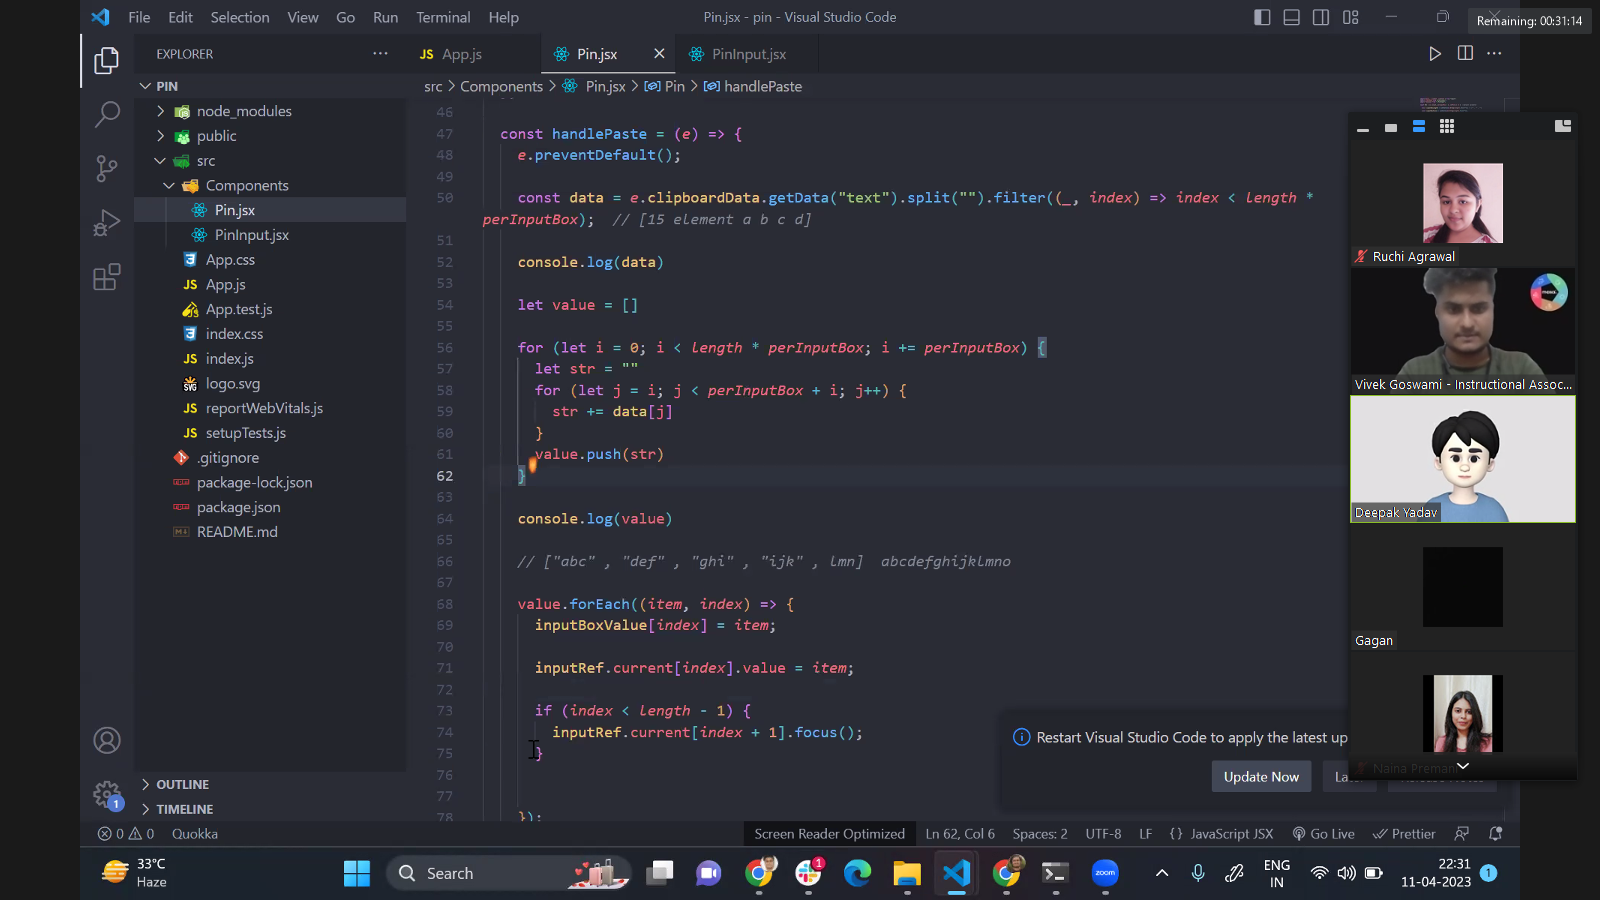 File Edit Selection View Go Run Terminal Help
Pin.jsx - pin - Visual Studio Code
Remaining: 00:31:14
EXPLORER
App.js
Pin.jsx
PinInput.jsx
PIN
src > Components > Pin.jsx > Pin > handlePaste
node_modules
public
src
Components
Pin.jsx
PinInput.jsx
App.css
App.js
App.test.js
index.css
index.js
logo.svg
reportWebVitals.js
setupTests.js
.gitignore
package-lock.json
package.json
README.md
OUTLINE
TIMELINE
46
47 const handlePaste = (e) => {
48 e.preventDefault();
49
50 const data = e.clipboardData.getData("text").split("").filter((_, index) => index < length *
perInputBox); // [15 element a b c d]
51
52 console.log(data)
53
54 let value = []
55
56 for (let i = 0; i < length * perInputBox; i += perInputBox) {
57 let str = ""
58 for (let j = i; j < perInputBox + i; j++) {
59 str += data[j]
60 }
61 value.push(str)
62 }
63
64 console.log(value)
65
66 // ["abc" , "def" , "ghi" , "ijk" , lmn] abcdefghijklmno
67
68 value.forEach((item, index) => {
69 inputBoxValue[index] = item;
70
71 inputRef.current[index].value = item;
72
73 if (index < length - 1) {
74 inputRef.current[index + 1].focus();
75 }
76
77
78 });
Ruchi Agrawal
Vivek Goswami - Instructional Assoc...
Deepak Yadav
Gagan
Naina Premani
Restart Visual Studio Code to apply the latest up
Update Now
1
0 0 Quokka
Screen Reader Optimized Ln 62, Col 6 Spaces: 2 UTF-8 LF {} JavaScript JSX Go Live Prettier
33°C
Haze
Search
1
zoom
ENG
IN
22:31
11-04-2023
1